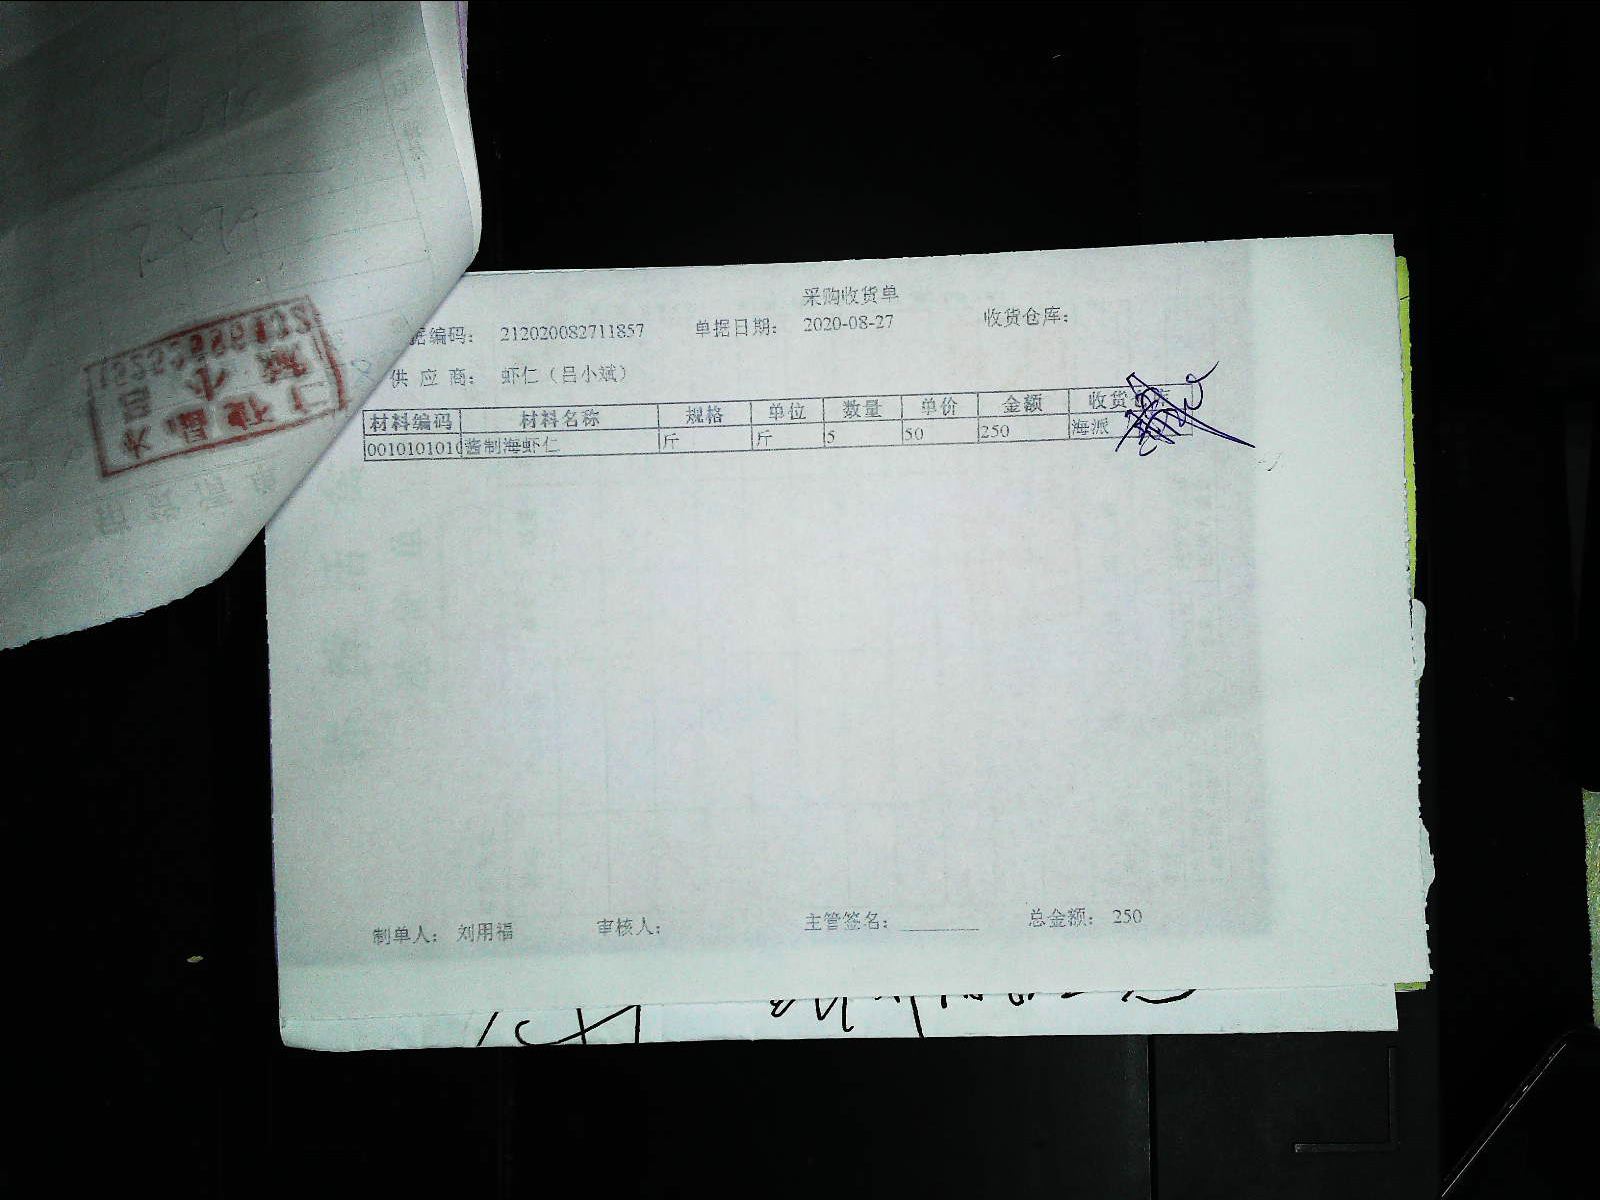 采购收货单
据编码： 212020082711857 单据日期： 2020-08-27 收货仓库：
供 应 商： 虾仁（吕小斌）
材料编码 材料名称 规格 单位 数量 单价 金额 收货
0010101010 酱制海虾仁 斤 斤 5 50 250 海派
制单人： 刘用福 审核人： 主管签名： 总金额： 250